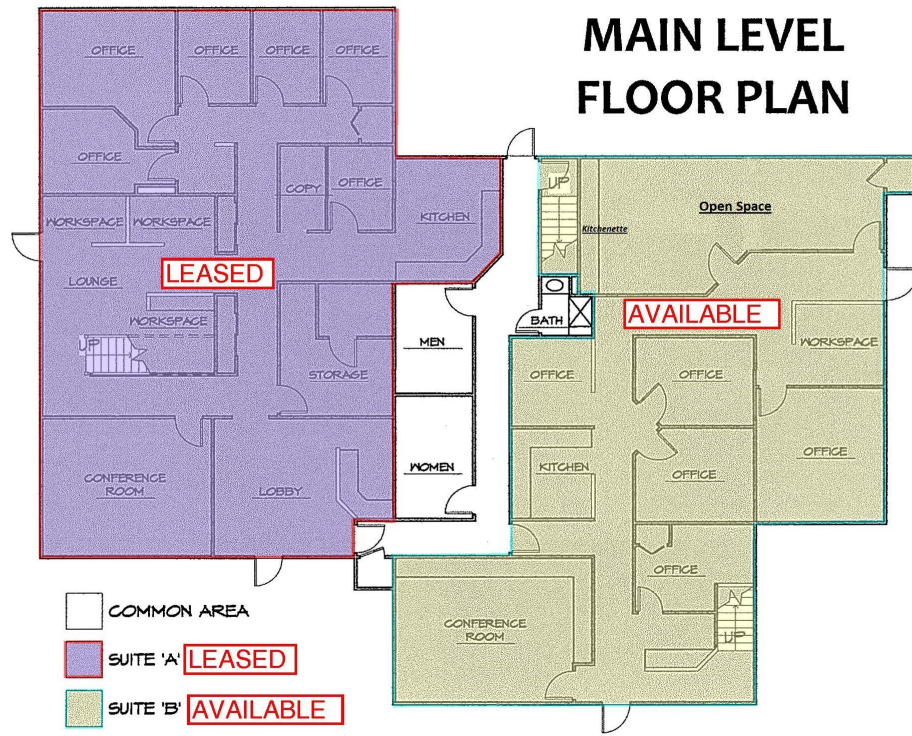 MAIN LEVEL
FLOOR PLAN
OFFICE
OFFICE
OFFICE
OFFICE
OFFICE
COPY
OFFICE
KITCHEN
WORKSPACE
WORKSPACE
LEASED
LOUNGE
WORKSPACE
UP
STORAGE
CONFERENCE
ROOM
LOBBY
MEN
WOMEN
BATH
UP
Kitchenette
Open Space
AVAILABLE
WORKSPACE
OFFICE
OFFICE
OFFICE
KITCHEN
OFFICE
OFFICE
CONFERENCE
ROOM
UP
COMMON AREA
SUITE 'A' LEASED
SUITE 'B' AVAILABLE